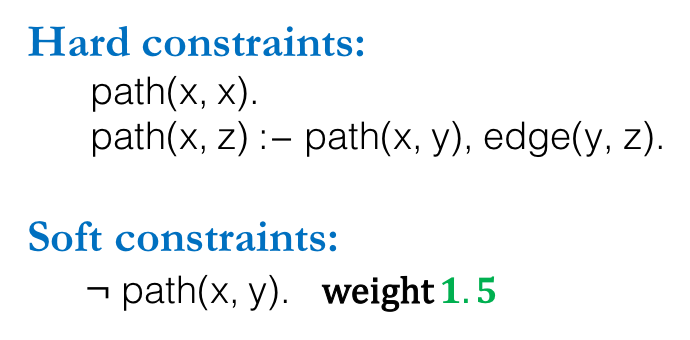 Hard constraints:
path(x, x).
path(x, z) :– path(x, y), edge(y, z).
Soft constraints:
¬ path(x, y). weight 1.5